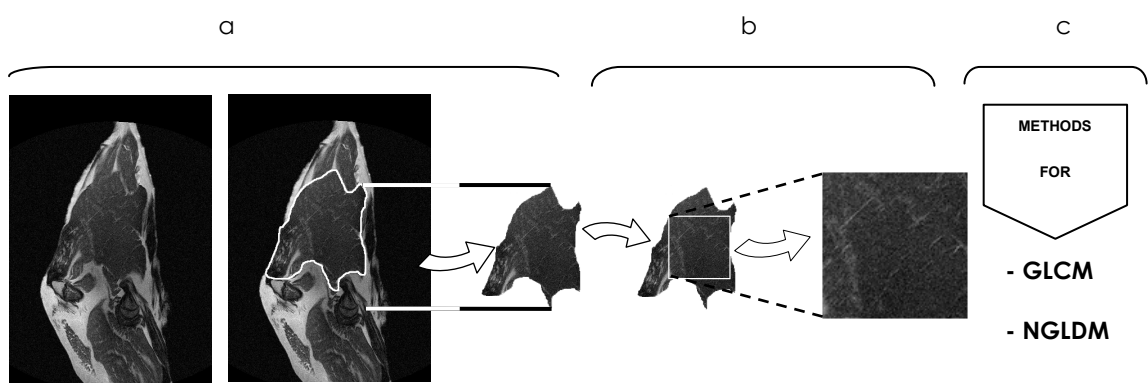 a
b
c
METHODS
FOR
- GLCM
- NGLDM